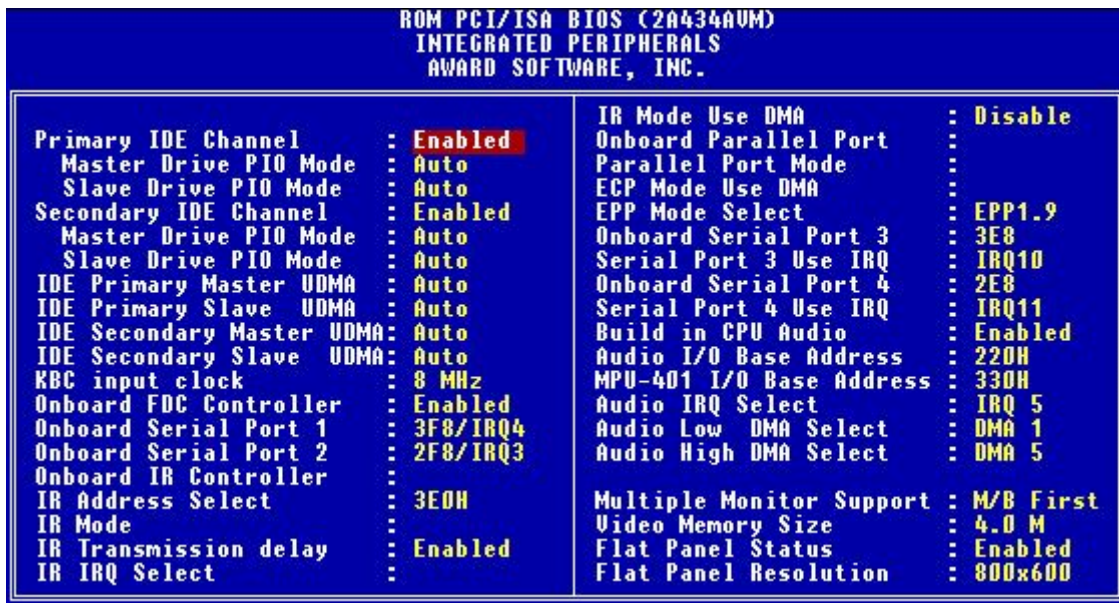 ROM PCI/ISA BIOS (2A434AVM)
INTEGRATED PERIPHERALS
AWARD SOFTWARE, INC.
Primary IDE Channel : Enabled
Master Drive PIO Mode : Auto
Slave Drive PIO Mode : Auto
Secondary IDE Channel : Enabled
Master Drive PIO Mode : Auto
Slave Drive PIO Mode : Auto
IDE Primary Master UDMA : Auto
IDE Primary Slave UDMA : Auto
IDE Secondary Master UDMA: Auto
IDE Secondary Slave UDMA: Auto
KBC input clock : 8 MHz
Onboard FDC Controller : Enabled
Onboard Serial Port 1 : 3F8/IRQ4
Onboard Serial Port 2 : 2F8/IRQ3
Onboard IR Controller :
IR Address Select : 3E0H
IR Mode :
IR Transmission delay : Enabled
IR IRQ Select :
IR Mode Use DMA : Disable
Onboard Parallel Port :
Parallel Port Mode :
ECP Mode Use DMA :
EPP Mode Select : EPP1.9
Onboard Serial Port 3 : 3E8
Serial Port 3 Use IRQ : IRQ10
Onboard Serial Port 4 : 2E8
Serial Port 4 Use IRQ : IRQ11
Build in CPU Audio : Enabled
Audio I/O Base Address : 220H
MPU-401 I/O Base Address : 330H
Audio IRQ Select : IRQ 5
Audio Low DMA Select : DMA 1
Audio High DMA Select : DMA 5
Multiple Monitor Support : M/B First
Video Memory Size : 4.0 M
Flat Panel Status : Enabled
Flat Panel Resolution : 800x600